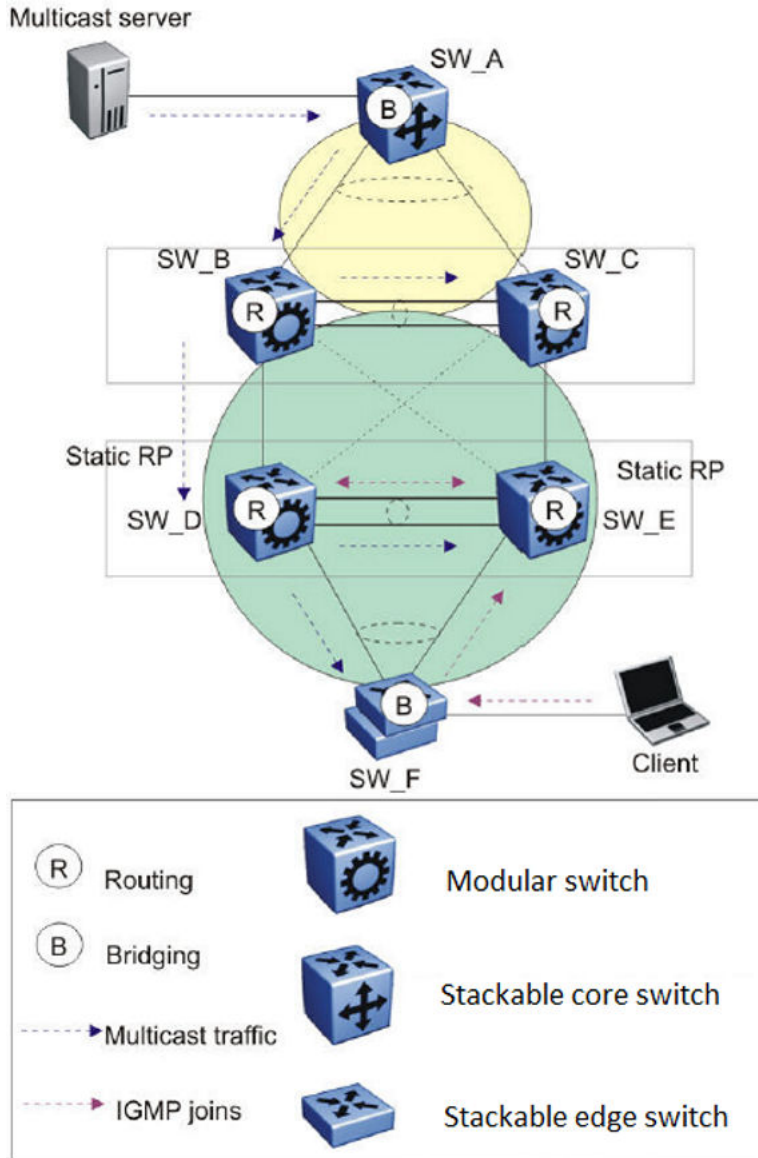 Multicast server
SW_A
B
SW_B
SW_C
R
R
Static RP
Static RP
SW_D
R
R
SW_E
B
SW_F
Client
R Routing
Modular switch
B Bridging
Stackable core switch
Multicast traffic
IGMP joins
Stackable edge switch